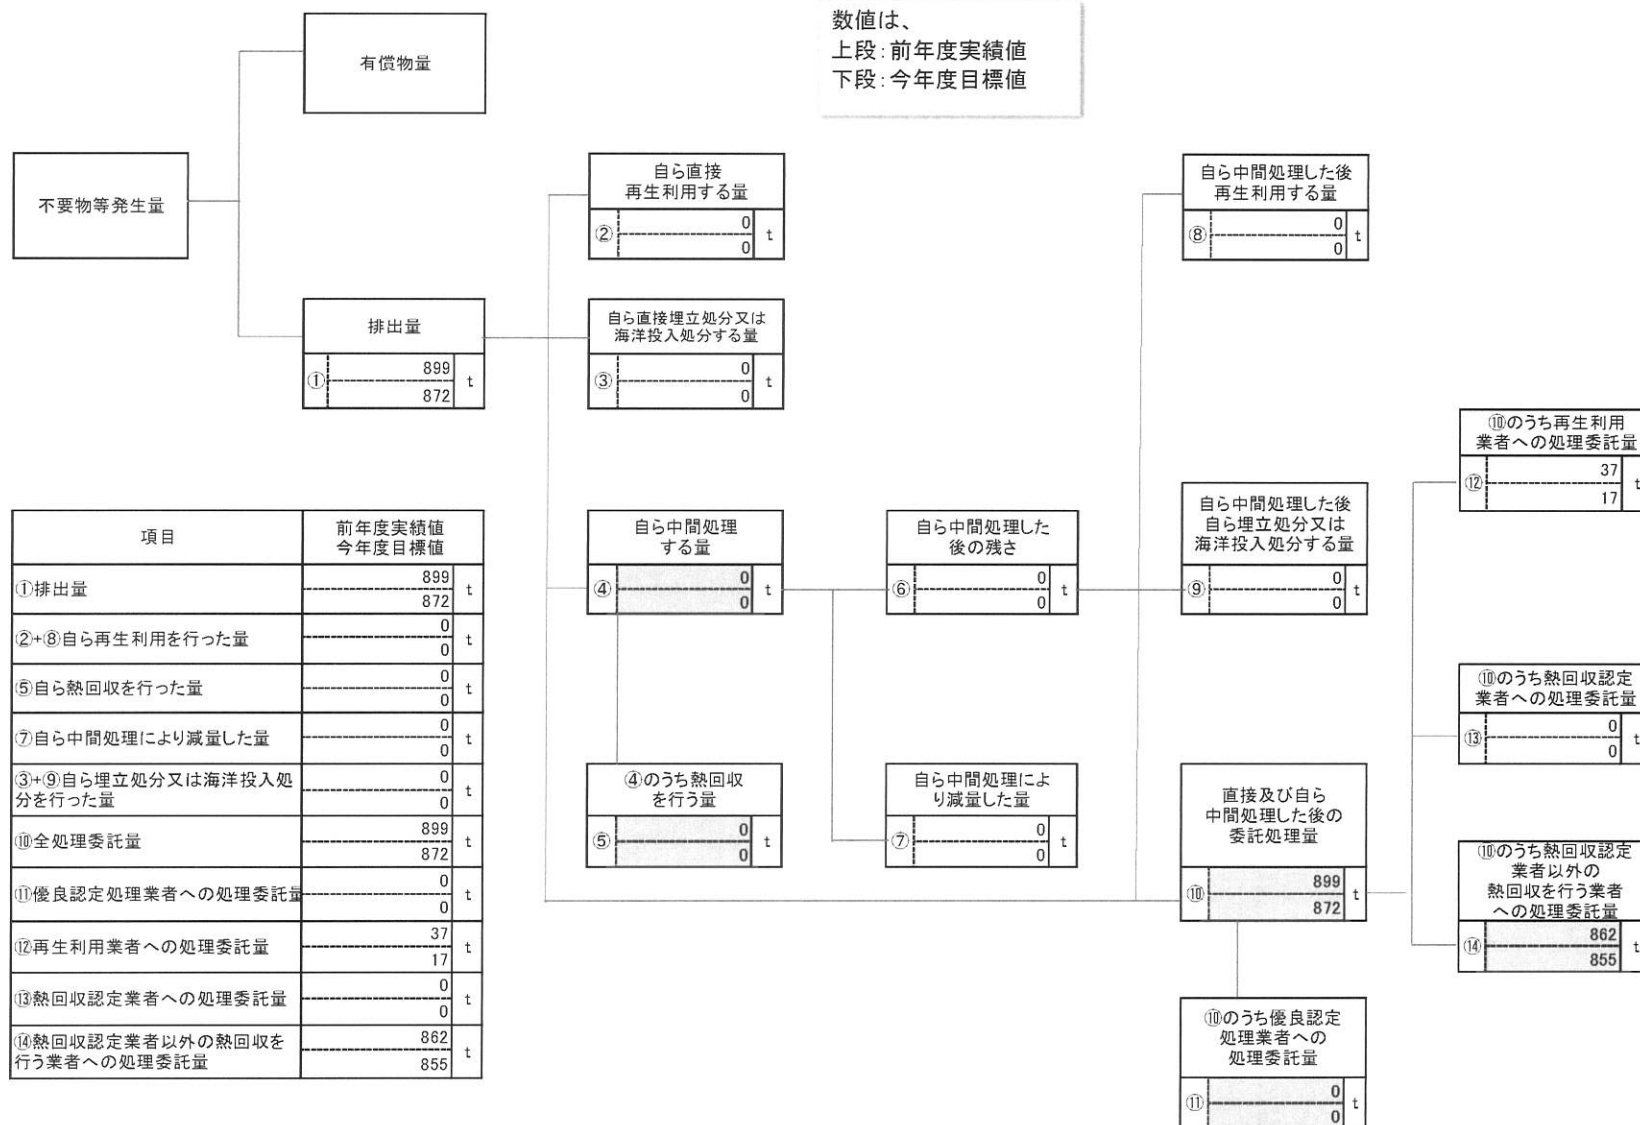 数値は、
上段:前年度実績値
下段:今年度目標値
有償物量
不要物等発生量
排出量
① 899 t
872
自ら直接
再生利用する量
② 0 t
0
自ら直接埋立処分又は
海洋投入処分する量
③ 0 t
0
自ら中間処理
する量
④ 0 t
0
④のうち熱回収
を行う量
⑤ 0 t
0
自ら中間処理した
後の残さ
⑥ 0 t
0
自ら中間処理によ
り減量した量
⑦ 0 t
0
自ら中間処理した後
再生利用する量
⑧ 0 t
0
自ら中間処理した後
自ら埋立処分又は
海洋投入処分する量
⑨ 0 t
0
直接及び自ら
中間処理した後の
委託処理量
⑩ 899 t
872
⑩のうち優良認定
処理業者への
処理委託量
⑪ 0 t
0
⑩のうち再生利用
業者への処理委託量
⑫ 37 t
17
⑩のうち熱回収認定
業者への処理委託量
⑬ 0 t
0
⑩のうち熱回収認定
業者以外の
熱回収を行う業者
への処理委託量
⑭ 862 t
855
項目 前年度実績値
今年度目標値
①排出量 899 t
872
②+⑧自ら再生利用を行った量 0 t
0
⑤自ら熱回収を行った量 0 t
0
⑦自ら中間処理により減量した量 0 t
0
③+⑨自ら埋立処分又は海洋投入処 0 t
分を行った量 0
⑩全処理委託量 899 t
872
⑪優良認定処理業者への処理委託量 0 t
0
⑫再生利用業者への処理委託量 37 t
17
⑬熱回収認定業者への処理委託量 0 t
0
⑭熱回収認定業者以外の熱回収を 862 t
行う業者への処理委託量 855